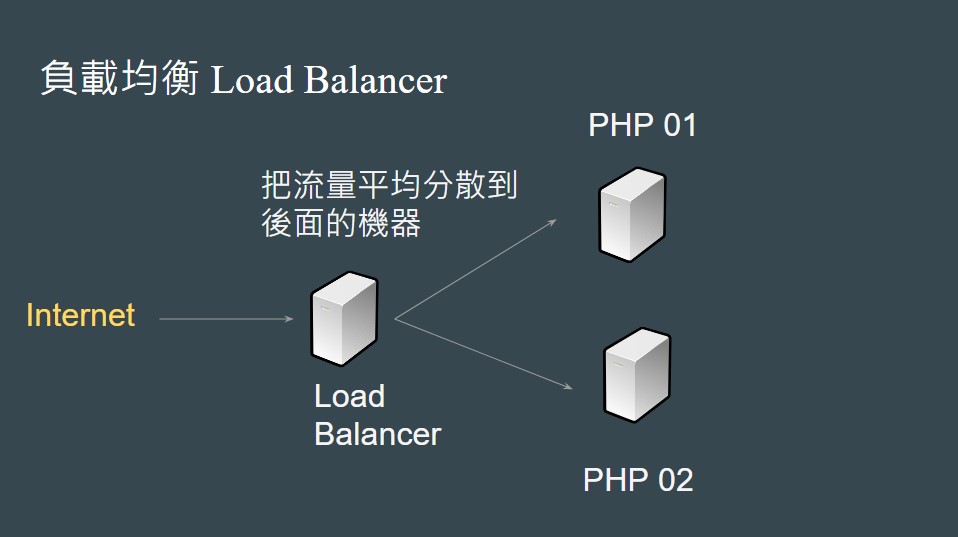 負載均衡 Load Balancer
PHP 01
把流量平均分散到
後面的機器
Internet
Load
Balancer
PHP 02